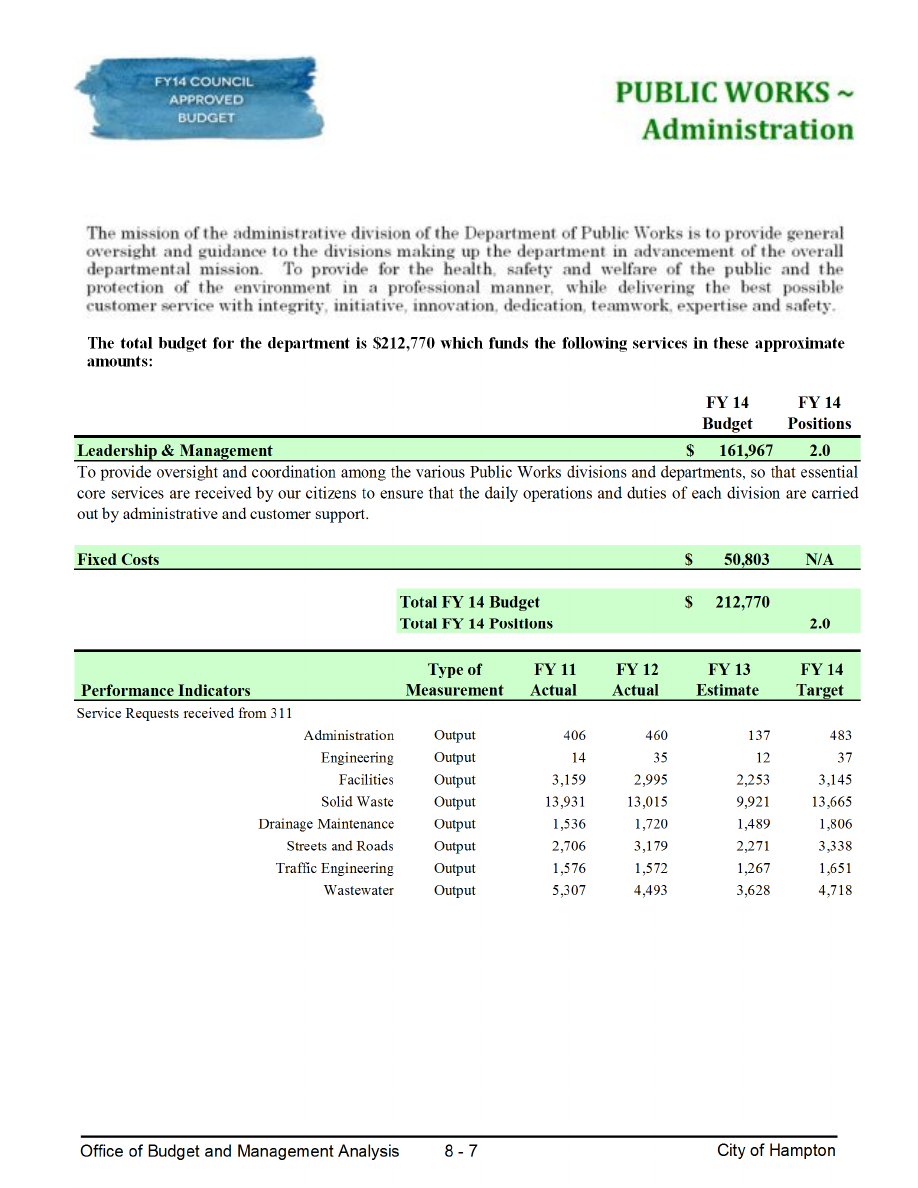 FY14 COUNCIL
APPROVED
BUDGET
PUBLIC WORKS ~
Administration
The mission of the administrative division of the Department of Public Works is to provide general
oversight and guidance to the divisions making up the department in advancement of the overall
departmental mission. To provide for the health, safety and welfare of the public and the
protection of the environment in a professional manner, while delivering the best possible
customer service with integrity, initiative, innovation, dedication, teamwork, expertise and safety.
The total budget for the department is $212,770 which funds the following services in these approximate
amounts:
FY 14 FY 14
Budget Positions
Leadership & Management $ 161,967 2.0
To provide oversight and coordination among the various Public Works divisions and departments, so that essential
core services are received by our citizens to ensure that the daily operations and duties of each division are carried
out by administrative and customer support.
Fixed Costs $ 50,803 N/A
Total FY 14 Budget $ 212,770
Total FY 14 Positions 2.0
Type of FY 11 FY 12 FY 13 FY 14
Performance Indicators Measurement Actual Actual Estimate Target
Service Requests received from 311
Administration Output 406 460 137 483
Engineering Output 14 35 12 37
Facilities Output 3,159 2,995 2,253 3,145
Solid Waste Output 13,931 13,015 9,921 13,665
Drainage Maintenance Output 1,536 1,720 1,489 1,806
Streets and Roads Output 2,706 3,179 2,271 3,338
Traffic Engineering Output 1,576 1,572 1,267 1,651
Wastewater Output 5,307 4,493 3,628 4,718
Office of Budget and Management Analysis 8 - 7 City of Hampton